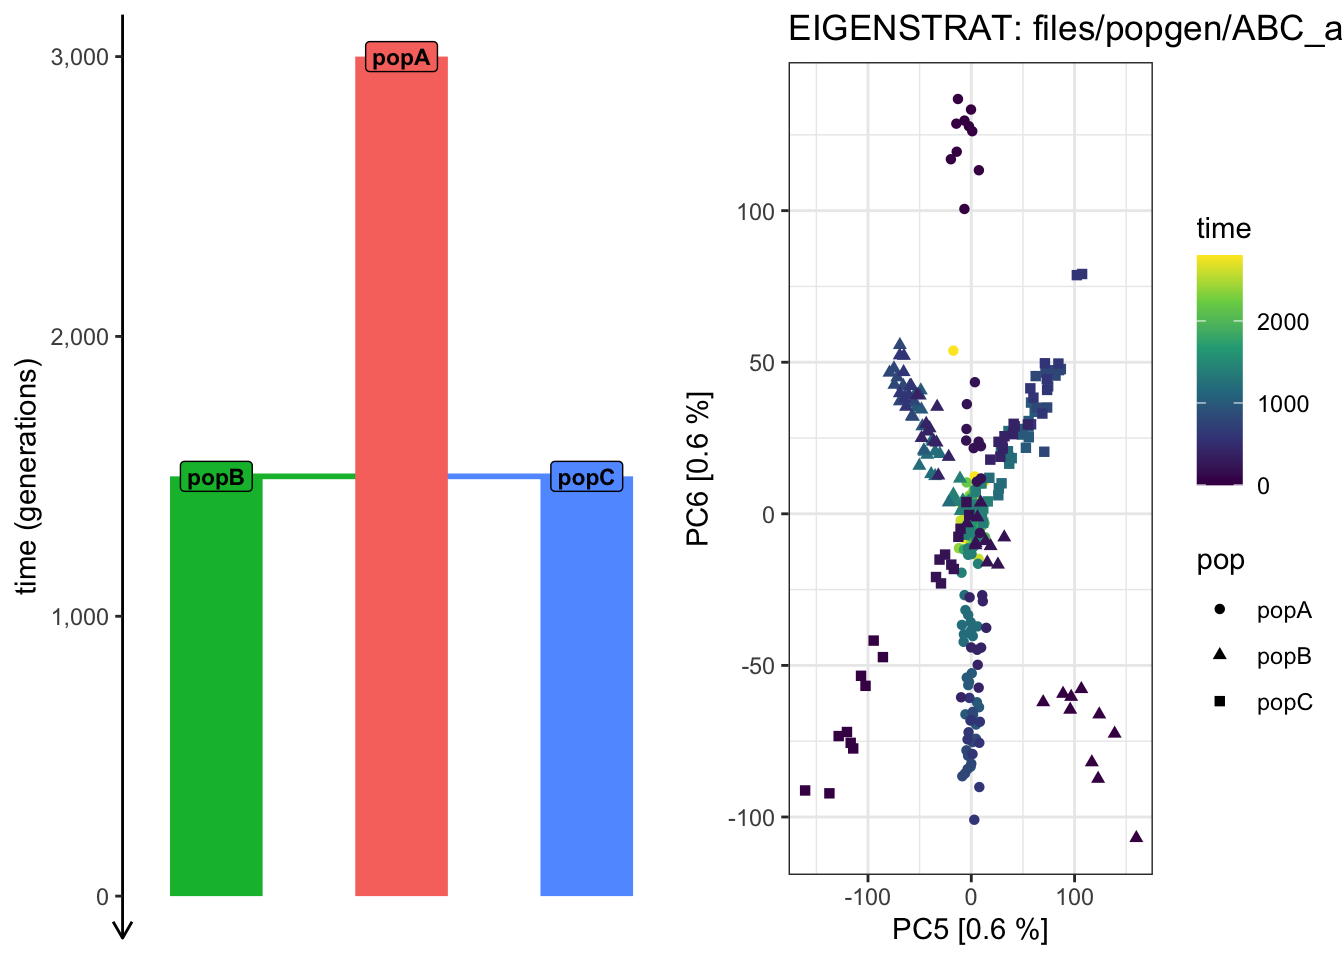 time (generations)
3,000
2,000
1,000
0
popA
popB
popC
EIGENSTRAT: files/popgen/ABC_a
PC6 [0.6 %]
100
50
0
-50
-100
-100
0
100
PC5 [0.6 %]
time
2000
1000
0
pop
popA
popB
popC